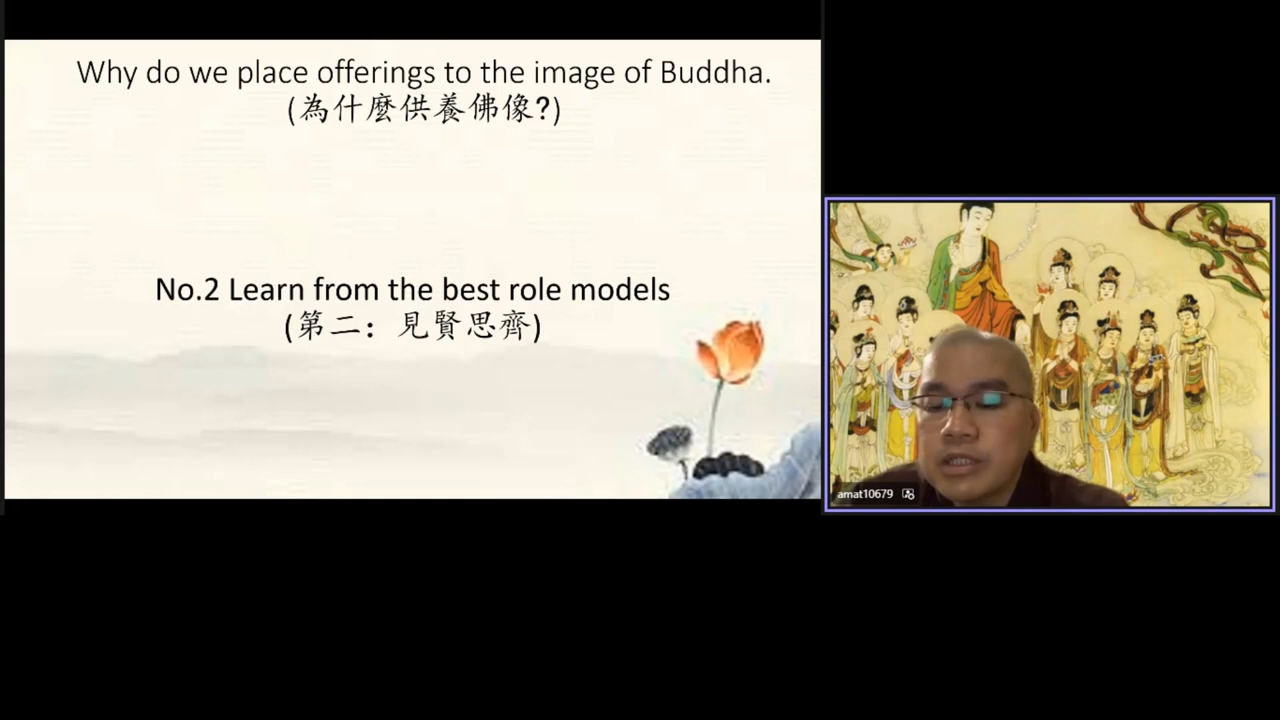 Why do we place offerings to the image of Buddha.
(為什麼供養佛像?)
No.2 Learn from the best role models
(第二：見賢思齊)
amat10679